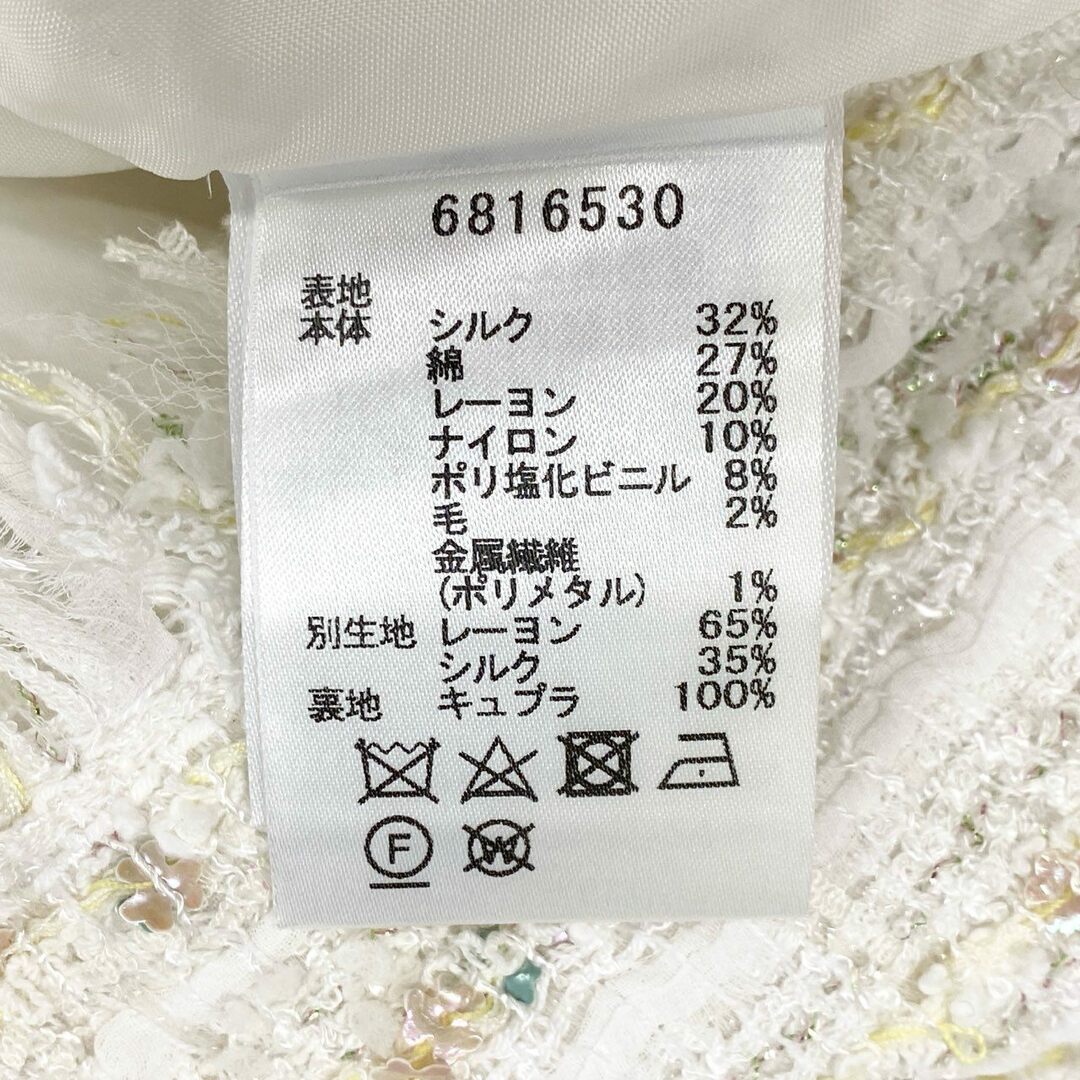 6816530
表地
本体 シルク 32%
綿 27%
レーヨン 20%
ナイロン 10%
ポリ塩化ビニル 8%
毛 2%
金属繊維
(ポリメタル) 1%
別生地 レーヨン 65%
シルク 35%
裏地 キュプラ 100%
F
W